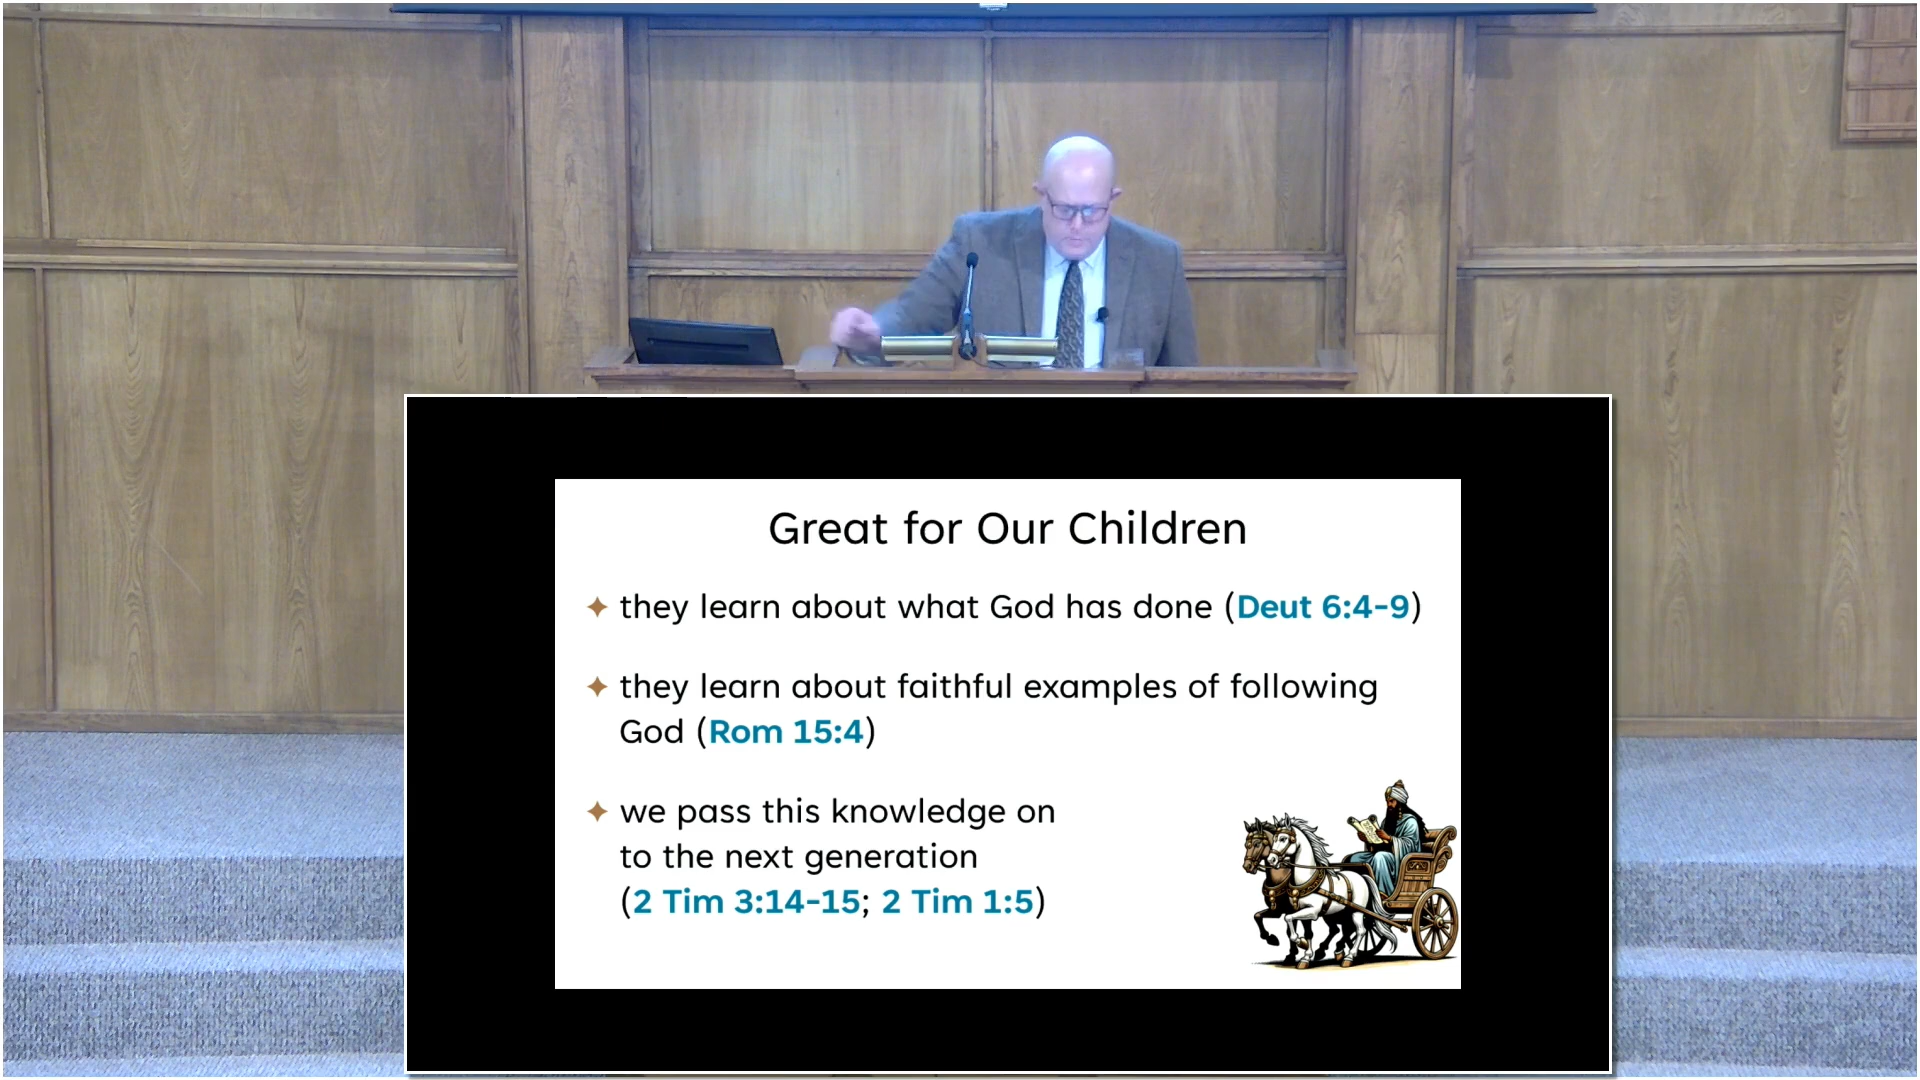 Great for Our Children
✦ they learn about what God has done (Deut 6:4-9)
✦ they learn about faithful examples of following
God (Rom 15:4)
✦ we pass this knowledge on
to the next generation
(2 Tim 3:14-15; 2 Tim 1:5)